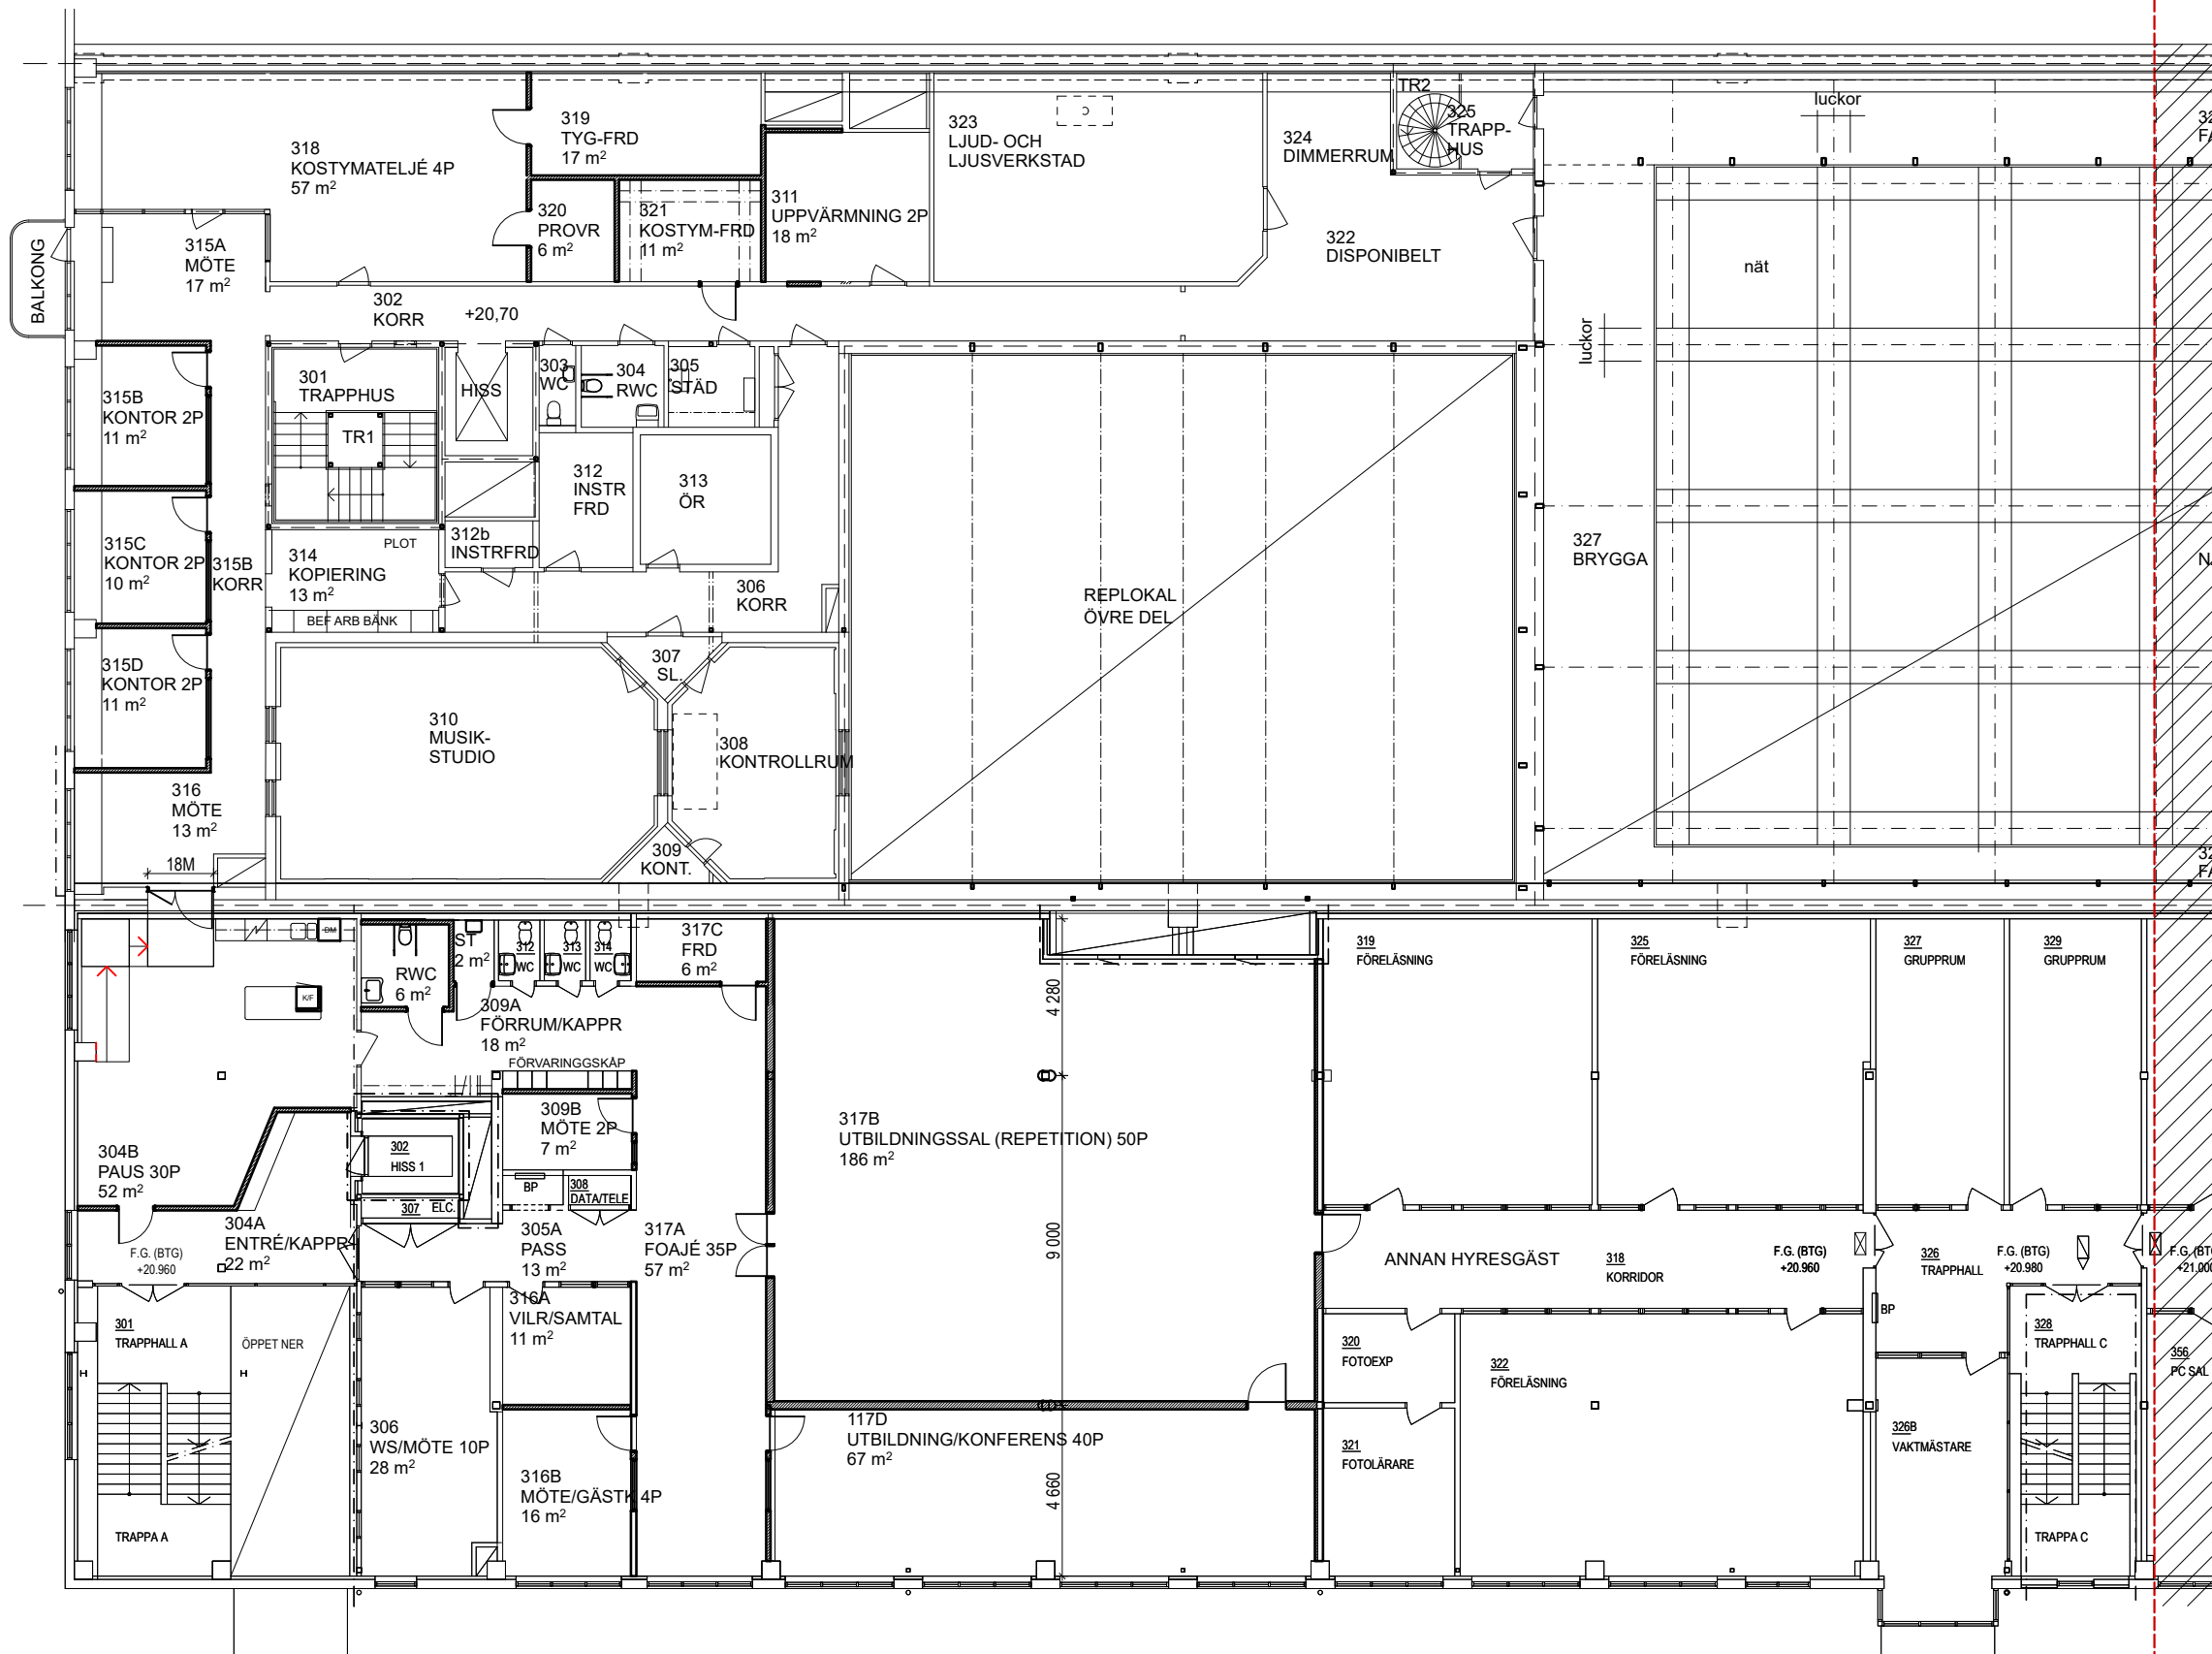 TR2
luckor
319
TYG-FRD
17 m²
323
LJUD- OCH
LJUSVERKSTAD
325
TRAPP-
HUS
318
KOSTYMATELJÉ 4P
57 m²
324
DIMMERRUM
320
PROVR
6 m²
321
KOSTYM-FRD
11 m²
311
UPPVÄRMNING 2P
18 m²
322
DISPONIBELT
nät
BALKONG
315A
MÖTE
17 m²
302
KORR
+20,70
luckor
301
TRAPPHUS
TR1
HISS
303
WC
304
RWC
305
STÄD
315B
KONTOR 2P
11 m²
312
INSTR
FRD
313
ÖR
315C
KONTOR 2P
10 m²
315B
KORR
PLOT
314
KOPIERING
13 m²
BEF ARB BÄNK
312b
INSTRFRD
306
KORR
REPLOKAL
ÖVRE DEL
327
BRYGGA
315D
KONTOR 2P
11 m²
307
SL.
310
MUSIK-
STUDIO
308
KONTROLLRUM
316
MÖTE
13 m²
18M
309
KONT.
DM
K/F
RWC
6 m²
ST
2 m²
312
WC
313
WC
314
WC
317C
FRD
6 m²
309A
FÖRRUM/KAPPR
18 m²
FÖRVARINGGSKÅP
4 280
319
FÖRELÄSNING
325
FÖRELÄSNING
327
GRUPPRUM
329
GRUPPRUM
309B
MÖTE 2P
7 m²
317B
UTBILDNINGSSAL (REPETITION) 50P
186 m²
304B
PAUS 30P
52 m²
302
HISS 1
BP
308
DATA/TELE
307
ELC.
304A
ENTRÉ/KAPPR
22 m²
F.G. (BTG)
+20.960
305A
PASS
13 m²
317A
FOAJÉ 35P
57 m²
9 000
ANNAN HYRESGÄST
318
KORRIDOR
F.G. (BTG)
+20.960
326
TRAPPHALL
F.G. (BTG)
+20.980
BP
301
TRAPPHALL A
ÖPPET NER
H
H
316A
VILR/SAMTAL
11 m²
320
FOTOEXP
322
FÖRELÄSNING
328
TRAPPHALL C
356
PC SAL
306
WS/MÖTE 10P
28 m²
316B
MÖTE/GÄSTK 4P
16 m²
117D
UTBILDNING/KONFERENS 40P
67 m²
4 660
321
FOTOLÄRARE
326B
VAKTMÄSTARE
TRAPPA A
TRAPPA C